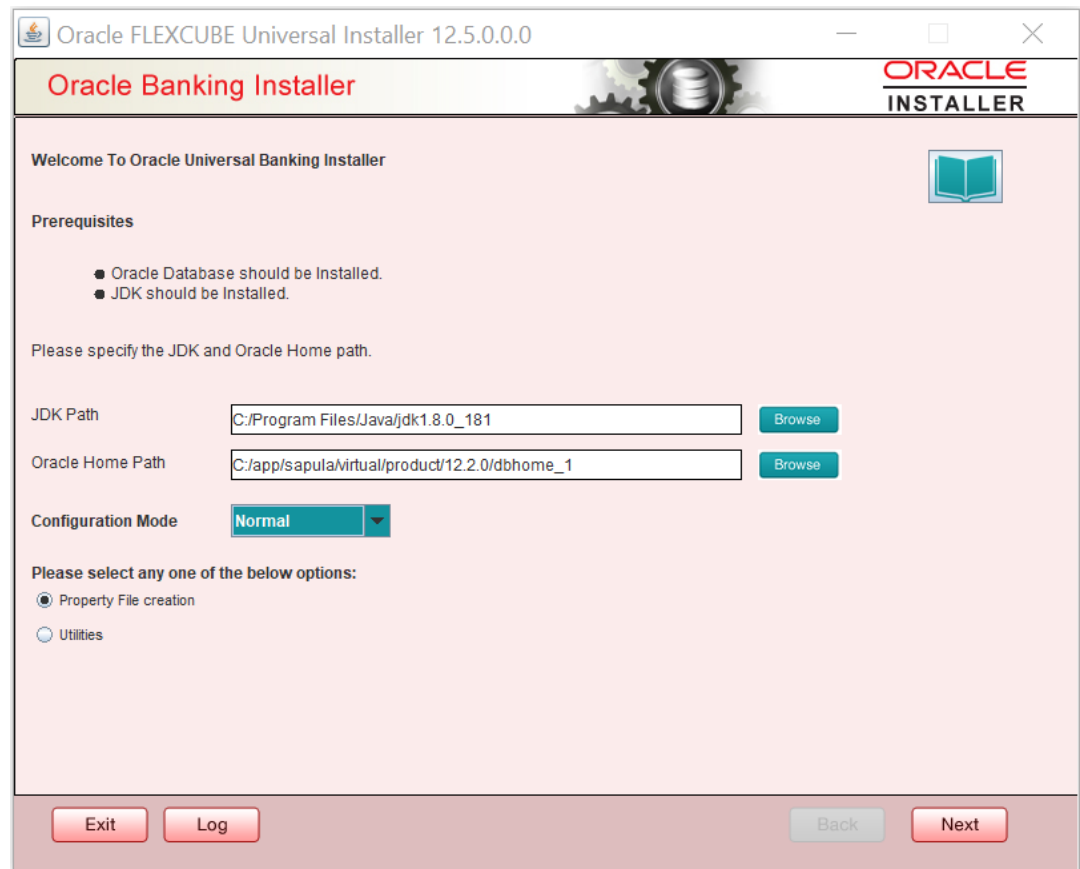 Oracle FLEXCUBE Universal Installer 12.5.0.0.0
Oracle Banking Installer
ORACLE
INSTALLER
Welcome To Oracle Universal Banking Installer
Prerequisites
Oracle Database should be Installed.
JDK should be Installed.
Please specify the JDK and Oracle Home path.
JDK Path C:/Program Files/Java/jdk1.8.0_181 Browse
Oracle Home Path C:/app/sapula/virtual/product/12.2.0/dbhome_1 Browse
Configuration Mode Normal
Please select any one of the below options:
Property File creation
Utilities
Exit Log Back Next